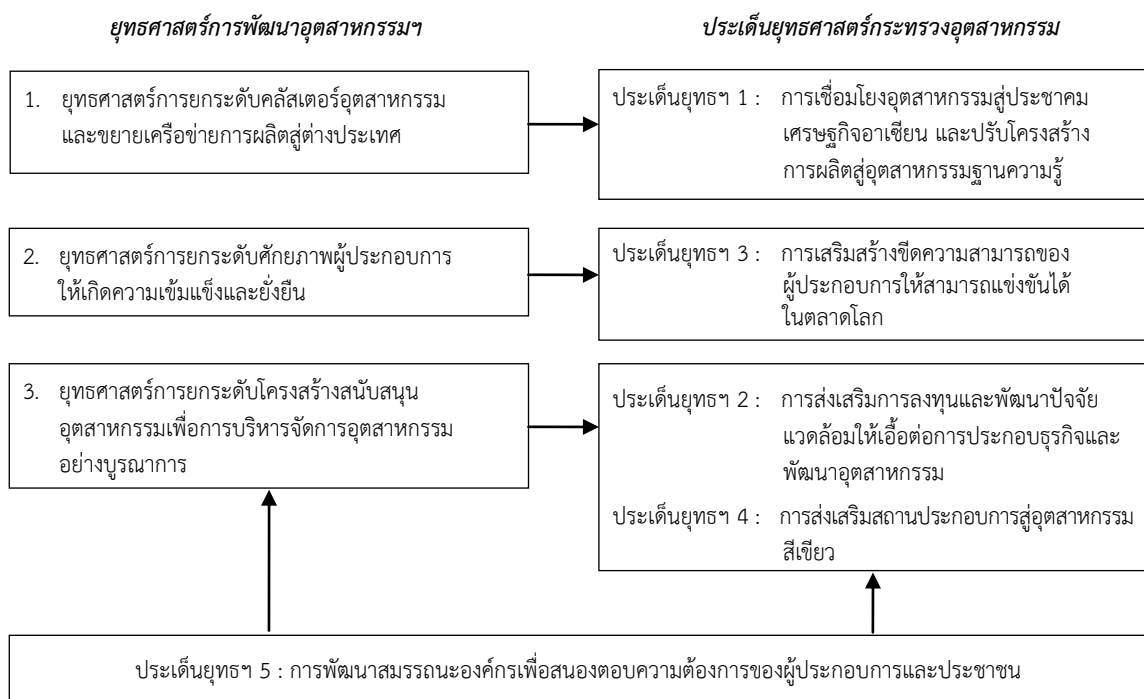 ยุทธศาสตร์การพัฒนาอุตสาหกรรมฯ
ประเด็นยุทธศาสตร์กระทรวงอุตสาหกรรม
1. ยุทธศาสตร์การยกระดับคลัสเตอร์อุตสาหกรรม
และขยายเครือข่ายการผลิตสู่ต่างประเทศ
ประเด็นยุทธฯ 1 : การเชื่อมโยงอุตสาหกรรมสู่ประชาคม
เศรษฐกิจอาเซียน และปรับโครงสร้าง
การผลิตสู่อุตสาหกรรมฐานความรู้
2. ยุทธศาสตร์การยกระดับศักยภาพผู้ประกอบการ
ให้เกิดความเข้มแข็งและยั่งยืน
ประเด็นยุทธฯ 3 : การเสริมสร้างขีดความสามารถของ
ผู้ประกอบการให้สามารถแข่งขันได้
ในตลาดโลก
3. ยุทธศาสตร์การยกระดับโครงสร้างสนับสนุน
อุตสาหกรรมเพื่อการบริหารจัดการอุตสาหกรรม
อย่างบูรณาการ
ประเด็นยุทธฯ 2 : การส่งเสริมการลงทุนและพัฒนาปัจจัย
แวดล้อมให้เอื้อต่อการประกอบธุรกิจและ
พัฒนาอุตสาหกรรม
ประเด็นยุทธฯ 4 : การส่งเสริมสถานประกอบการสู่อุตสาหกรรม
สีเขียว
ประเด็นยุทธฯ 5 : การพัฒนาสมรรถนะองค์กรเพื่อสนองตอบความต้องการของผู้ประกอบการและประชาชน